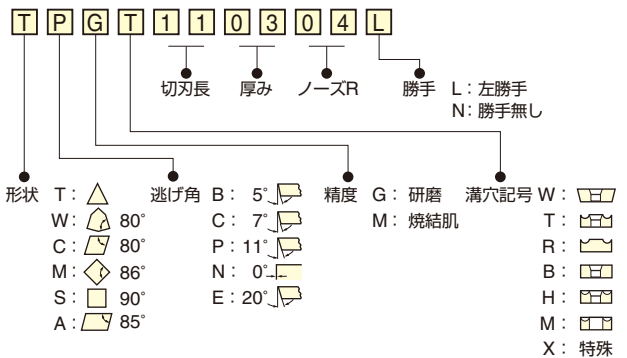 T P G T 1 1 0 3 0 4 L
切刃長 厚み ノーズR 勝手 L：左勝手
N：勝手無し
形状 T： 逃げ角 B： 5° 精度 G：研磨 溝穴記号 W：
W： 80° C： 7° M：焼結肌 T：
C： 80° P：11° R：
M： 86° N： 0° B：
S： 90° E：20° H：
A： 85° M：
X：特殊